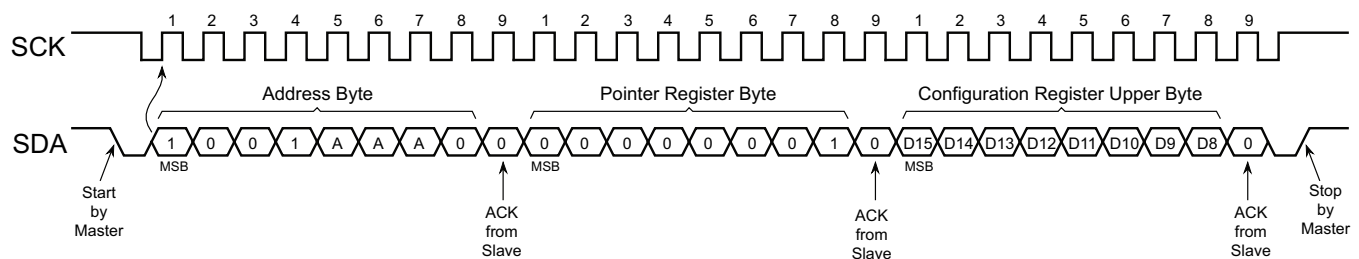 1 2 3 4 5 6 7 8 9 1 2 3 4 5 6 7 8 9 1 2 3 4 5 6 7 8 9
SCK
Address Byte Pointer Register Byte Configuration Register Upper Byte
SDA 1 0 0 1 A A A 0 0 0 0 0 0 0 0 0 1 0 D15 D14 D13 D12 D11 D10 D9 D8 0
MSB MSB MSB
Start
by
Master
ACK
from
Slave
ACK
from
Slave
ACK
from
Slave
Stop
by
Master